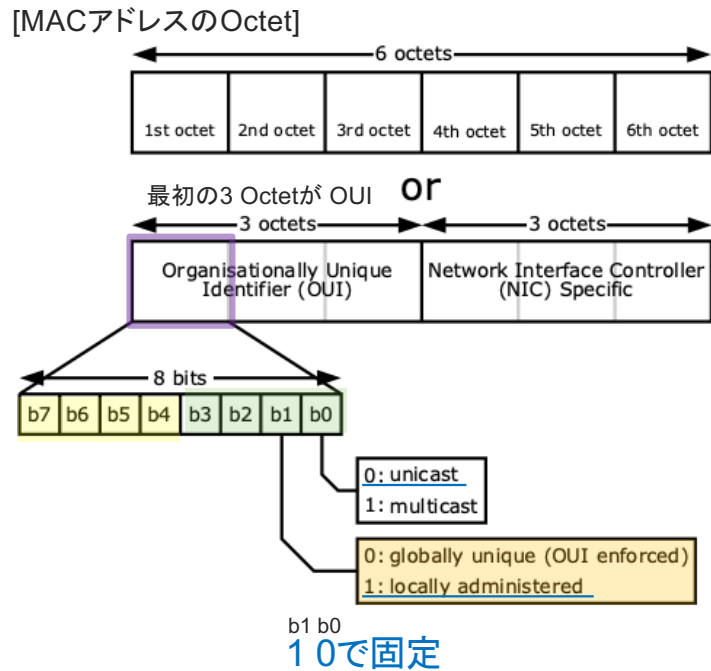 [MACアドレスのOctet]
6 octets
1st octet 2nd octet 3rd octet 4th octet 5th octet 6th octet
最初の3 Octetが OUI or
3 octets 3 octets
Organisationally Unique Identifier (OUI) Network Interface Controller (NIC) Specific
8 bits
b7 b6 b5 b4 b3 b2 b1 b0
0: unicast
1: multicast
0: globally unique (OUI enforced)
1: locally administered
b1 b0
1 0で固定